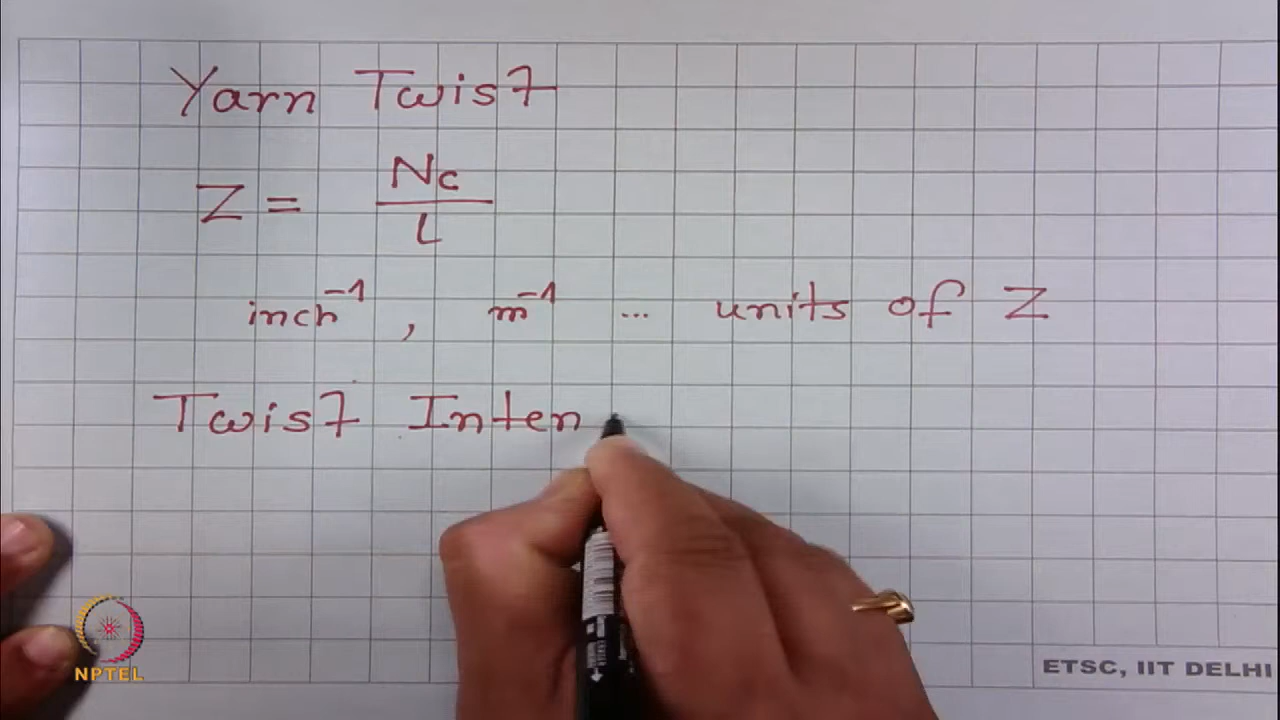 Yarn Twist
Z = Nc / L
inch⁻¹, m⁻¹ ... units of Z
Twist Inten
NPTEL
ETSC, IIT DELHI